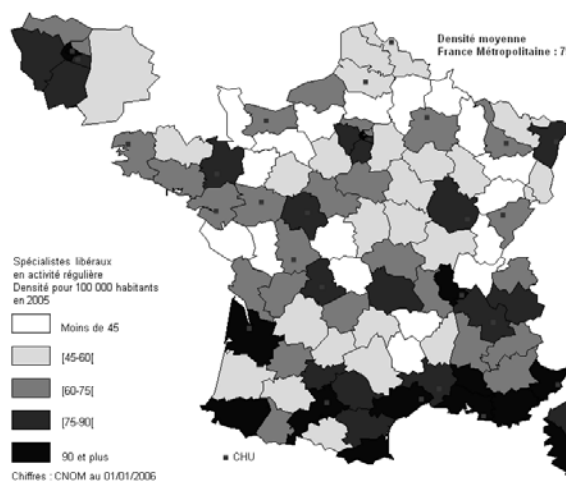 Densité moyenne
France Métropolitaine : 7
Spécialistes libéraux
en activité régulière
Densité pour 100 000 habitants
en 2005
Moins de 45
[45-60[
[60-75[
[75-90[
90 et plus
CHU
Chiffres : CNOM au 01/01/2006